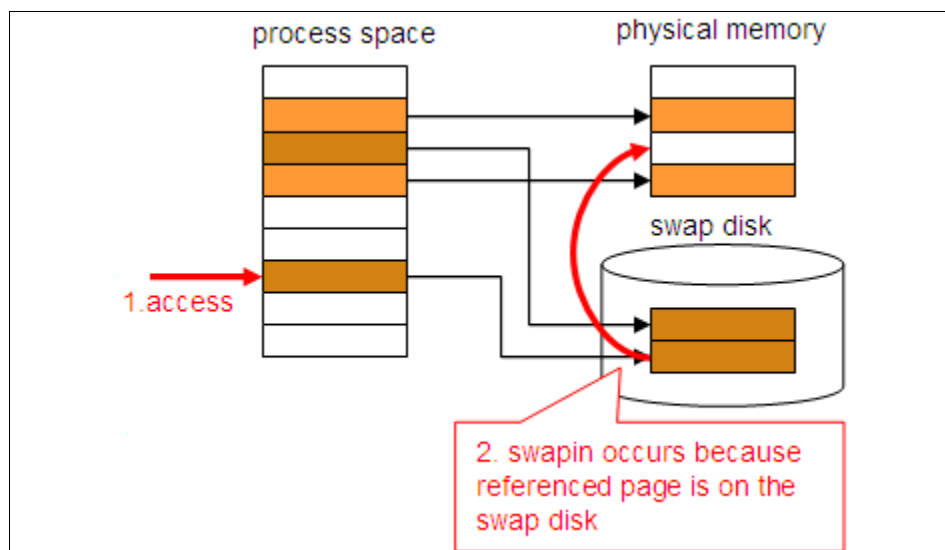 process space
physical memory
swap disk
1.access
2. swapin occurs because
referenced page is on the
swap disk